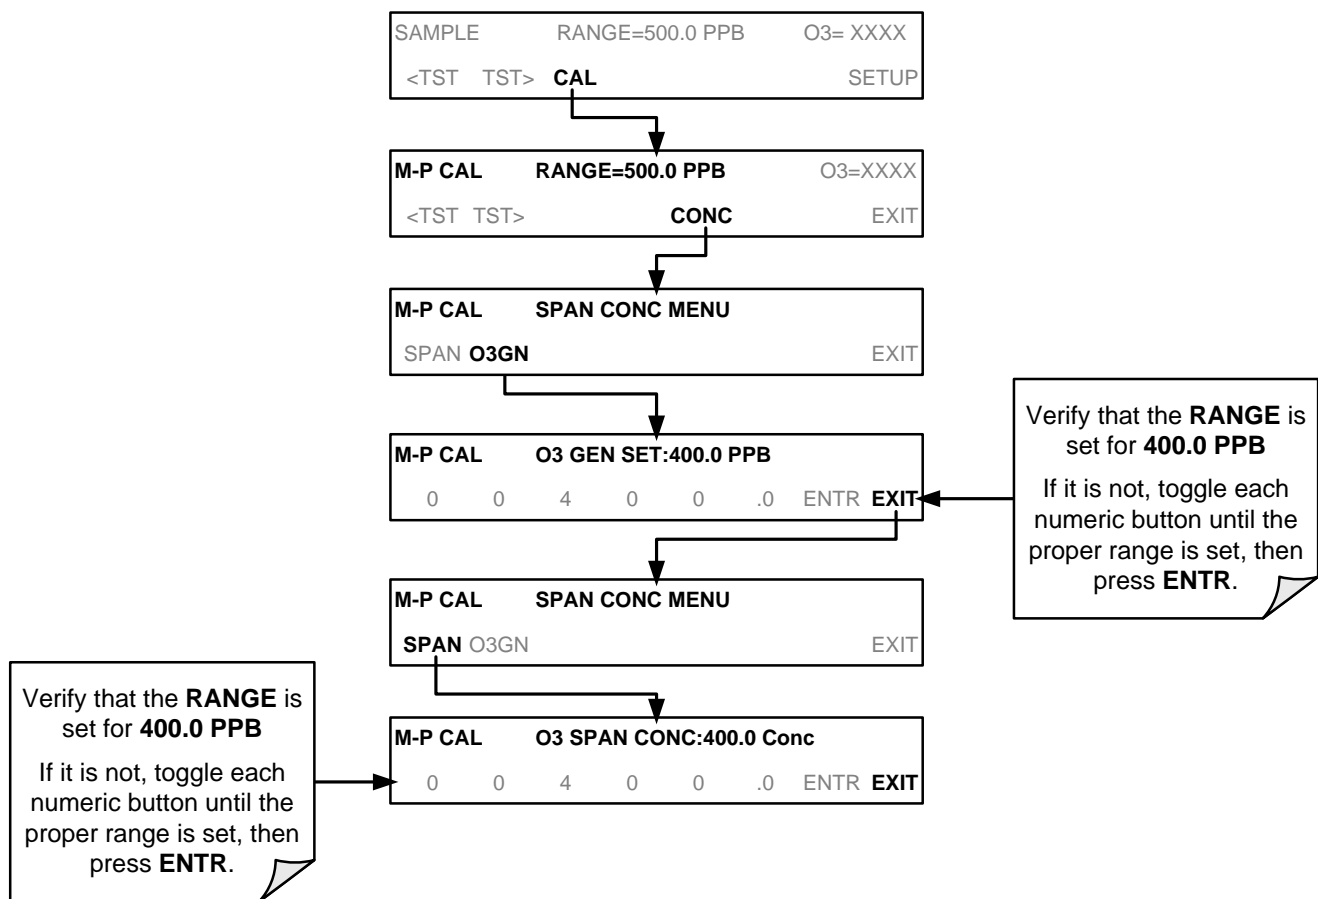 SAMPLE RANGE=500.0 PPB O3= XXXX
<TST TST> CAL SETUP
M-P CAL RANGE=500.0 PPB O3=XXXX
<TST TST> CONC EXIT
M-P CAL SPAN CONC MENU
SPAN O3GN EXIT
M-P CAL O3 GEN SET:400.0 PPB
0 0 4 0 0 .0 ENTR EXIT
Verify that the RANGE is
set for 400.0 PPB
If it is not, toggle each
numeric button until the
proper range is set, then
press ENTR.
M-P CAL SPAN CONC MENU
SPAN O3GN EXIT
Verify that the RANGE is
set for 400.0 PPB
If it is not, toggle each
numeric button until the
proper range is set, then
press ENTR.
M-P CAL O3 SPAN CONC:400.0 Conc
0 0 4 0 0 .0 ENTR EXIT